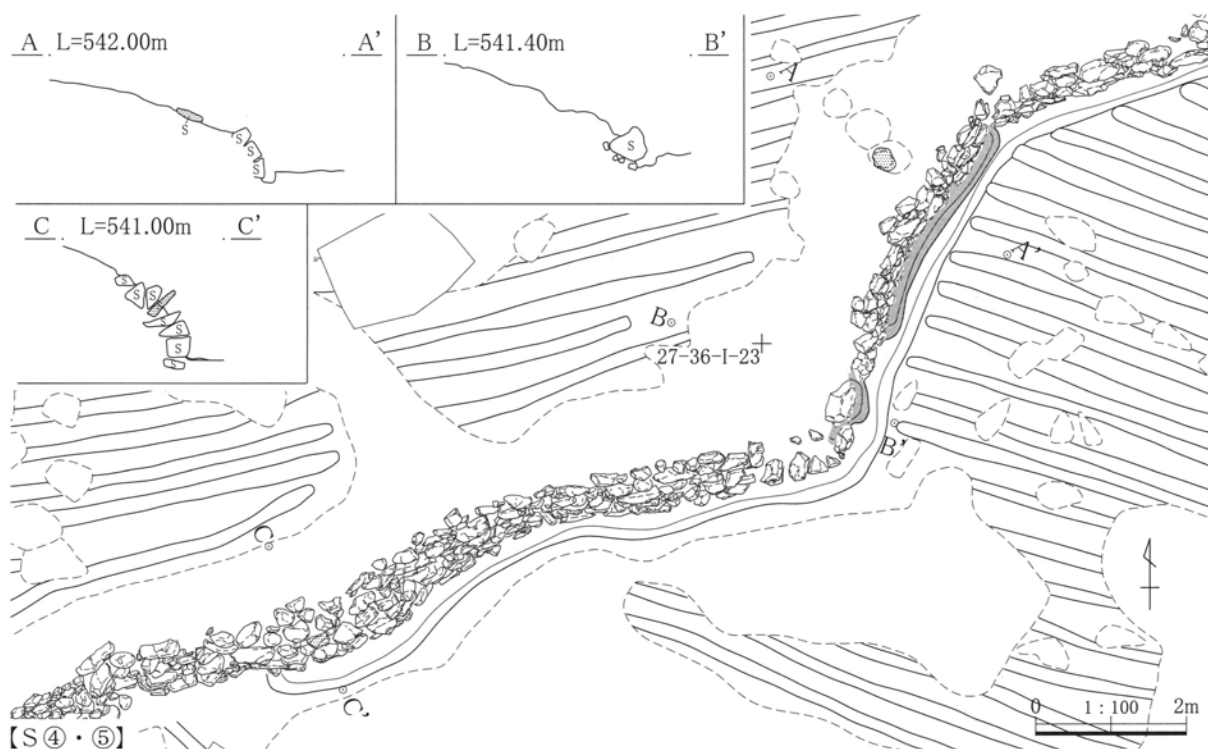 A L=542.00m A'
S
S
S
S
B L=541.40m B'
S
C L=541.00m C'
S
S
S
S
S
S
A
A'
B
27-36-I-23
B'
C
C'
0 1:100 2m
【S④・⑤】